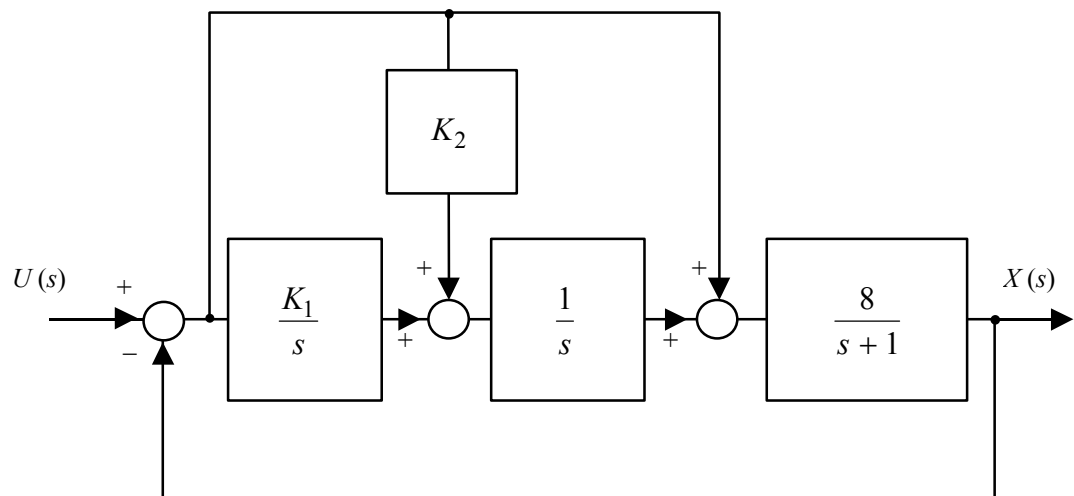 K₂
U(s)
+
−
K₁
s
+
+
1
s
+
+
8
s + 1
X(s)